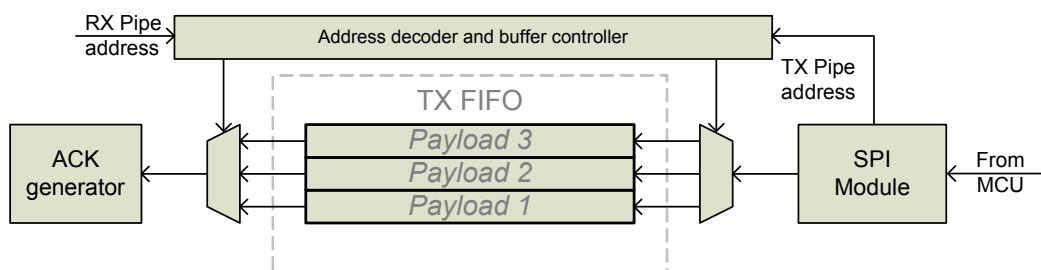 RX Pipe
address
Address decoder and buffer controller
TX Pipe
address
TX FIFO
ACK
generator
Payload 3
Payload 2
Payload 1
SPI
Module
From
MCU